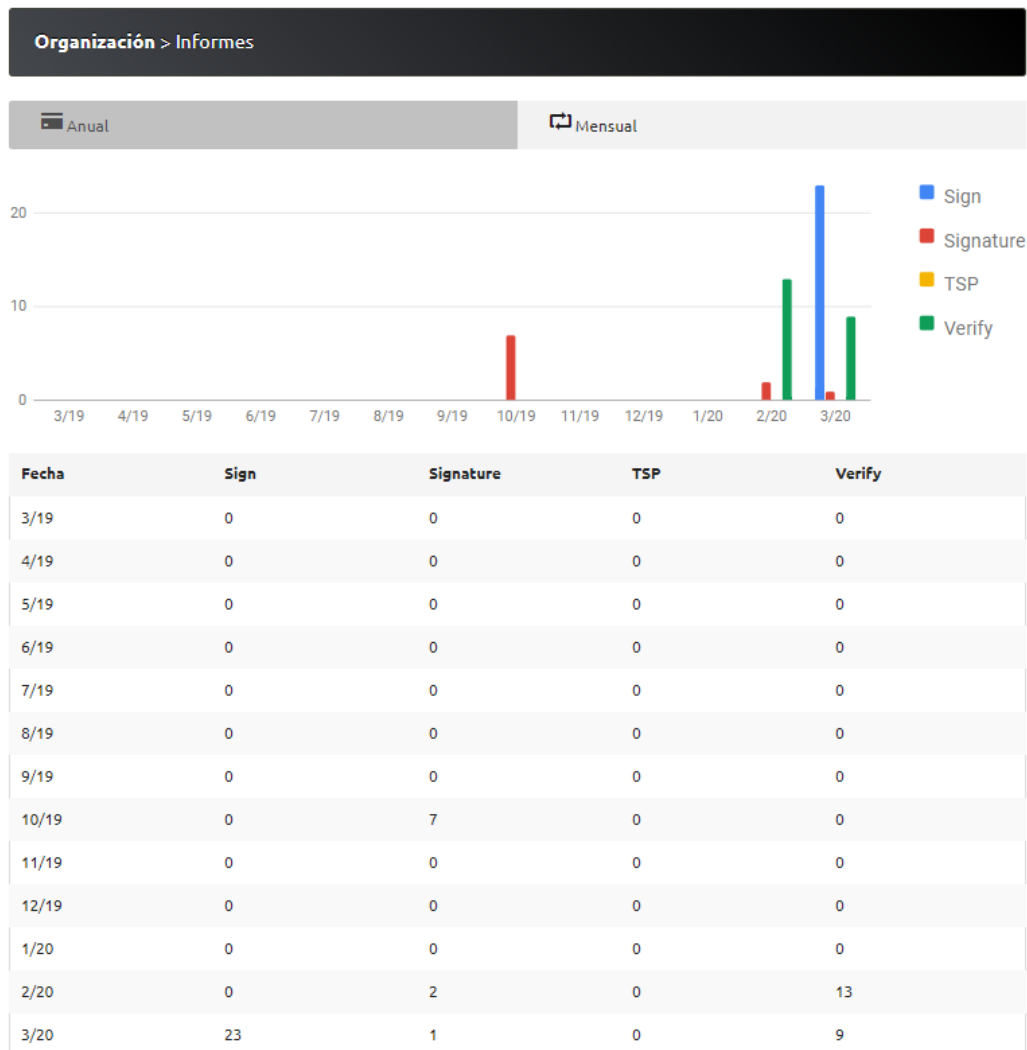 Organización > Informes
Anual
Mensual
20
10
0
3/19 4/19 5/19 6/19 7/19 8/19 9/19 10/19 11/19 12/19 1/20 2/20 3/20
Sign
Signature
TSP
Verify
Fecha Sign Signature TSP Verify
3/19 0 0 0 0
4/19 0 0 0 0
5/19 0 0 0 0
6/19 0 0 0 0
7/19 0 0 0 0
8/19 0 0 0 0
9/19 0 0 0 0
10/19 0 7 0 0
11/19 0 0 0 0
12/19 0 0 0 0
1/20 0 0 0 0
2/20 0 2 0 13
3/20 23 1 0 9